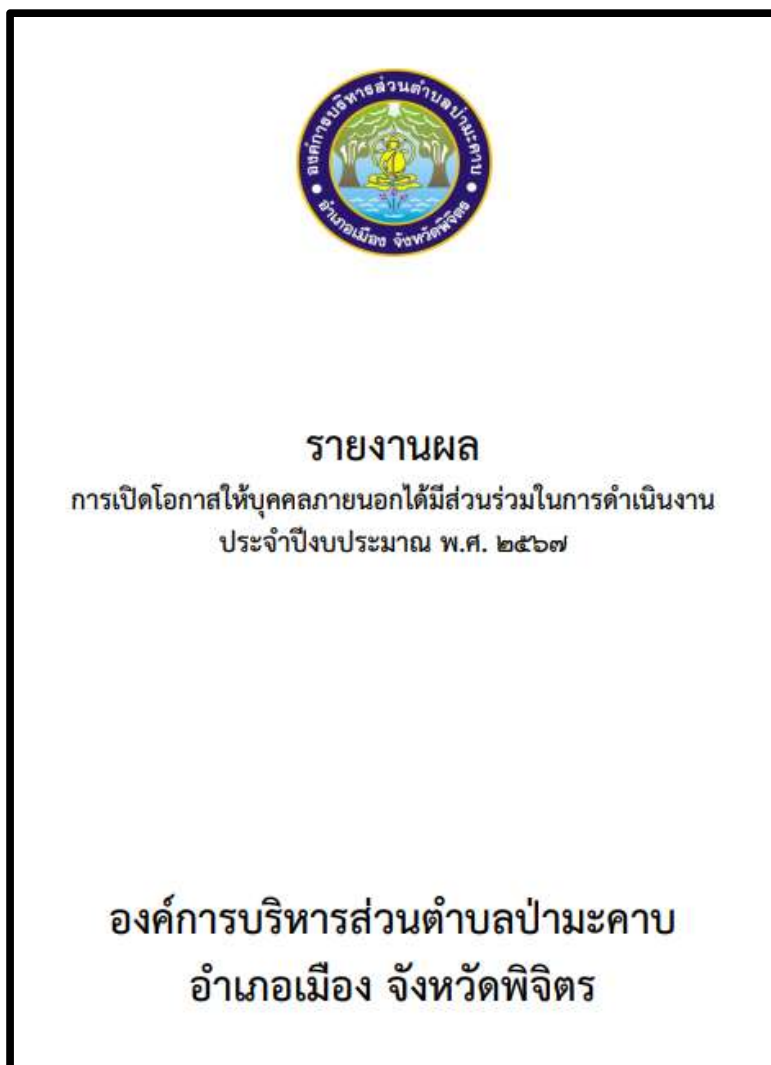 องค์การบริหารส่วนตำบลป่ามะคาบ
อำเภอเมือง จังหวัดพิจิตร
รายงานผล
การเปิดโอกาสให้บุคคลภายนอกได้มีส่วนร่วมในการดำเนินงาน
ประจำปีงบประมาณ พ.ศ. ๒๕๖๗
องค์การบริหารส่วนตำบลป่ามะคาบ
อำเภอเมือง จังหวัดพิจิตร